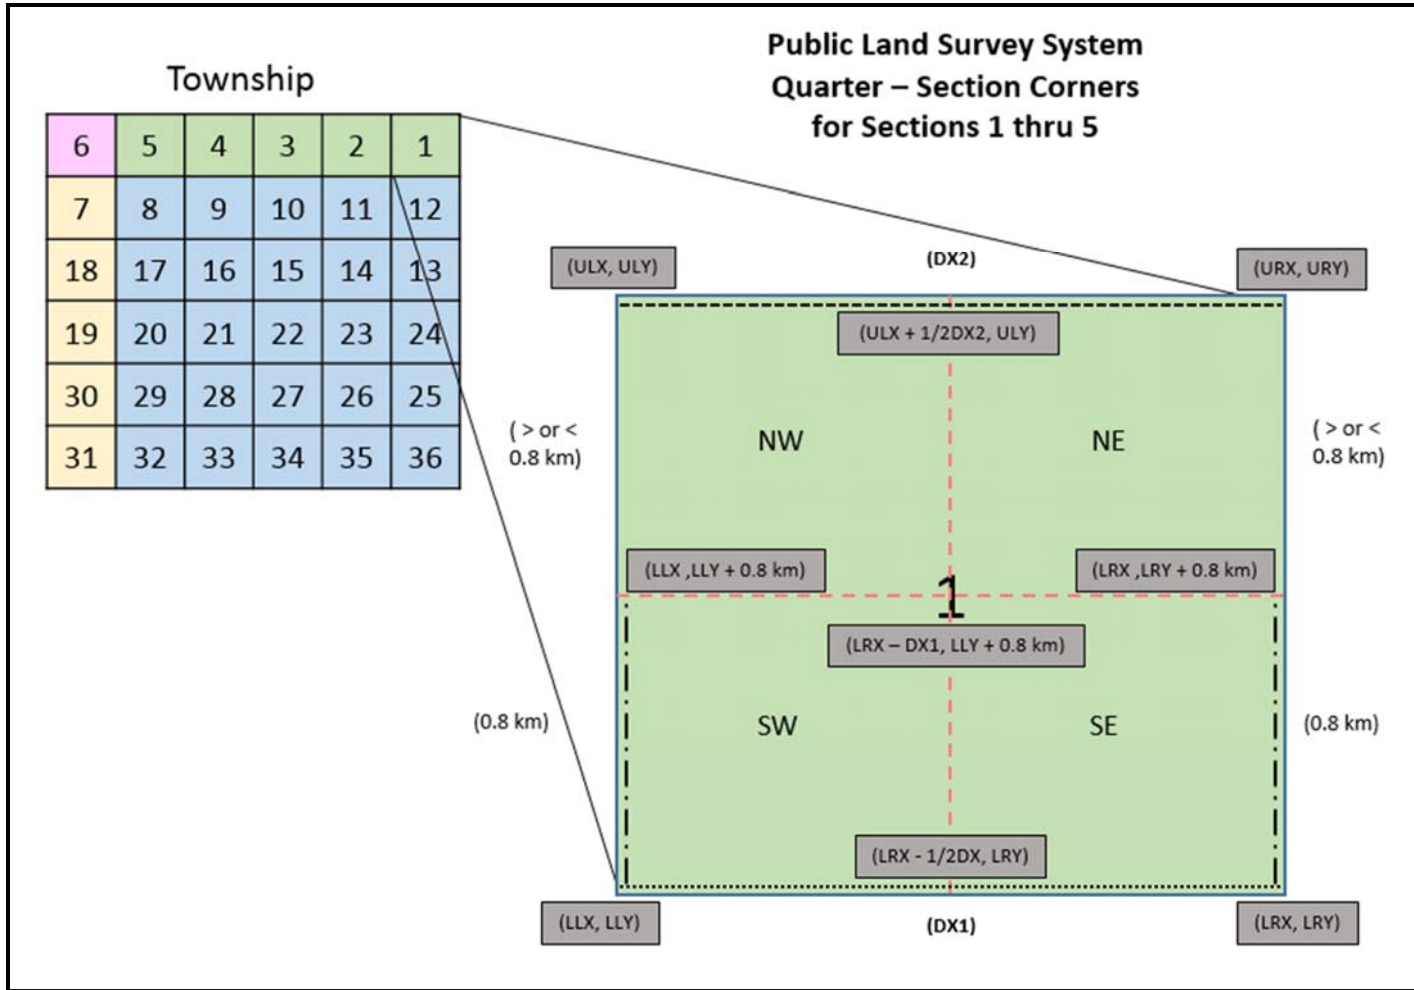 Public Land Survey System
Quarter – Section Corners
for Sections 1 thru 5
Township
6 5 4 3 2 1
7 8 9 10 11 12
18 17 16 15 14 13
19 20 21 22 23 24
30 29 28 27 26 25
31 32 33 34 35 36
(ULX, ULY)
(DX2)
(URX, URY)
(ULX + 1/2DX2, ULY)
( > or <
0.8 km)
NW
NE
( > or <
0.8 km)
(LLX ,LLY + 0.8 km)
(LRX ,LRY + 0.8 km)
1
(LRX – DX1, LLY + 0.8 km)
(0.8 km)
SW
SE
(0.8 km)
(LRX - 1/2DX, LRY)
(LLX, LLY)
(DX1)
(LRX, LRY)